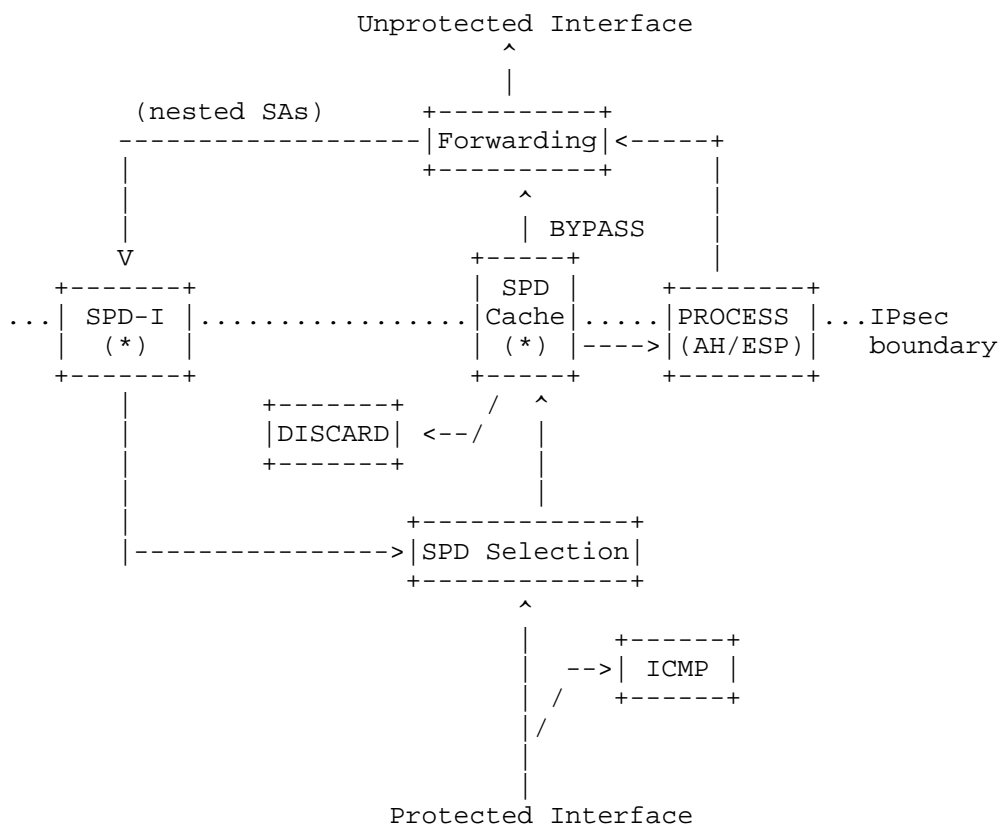 Unprotected Interface
(nested SAs)
Forwarding
BYPASS
V
SPD
... SPD-I .................Cache.....PROCESS ...IPsec
(*) (*) (AH/ESP) boundary
DISCARD
SPD Selection
ICMP
Protected Interface